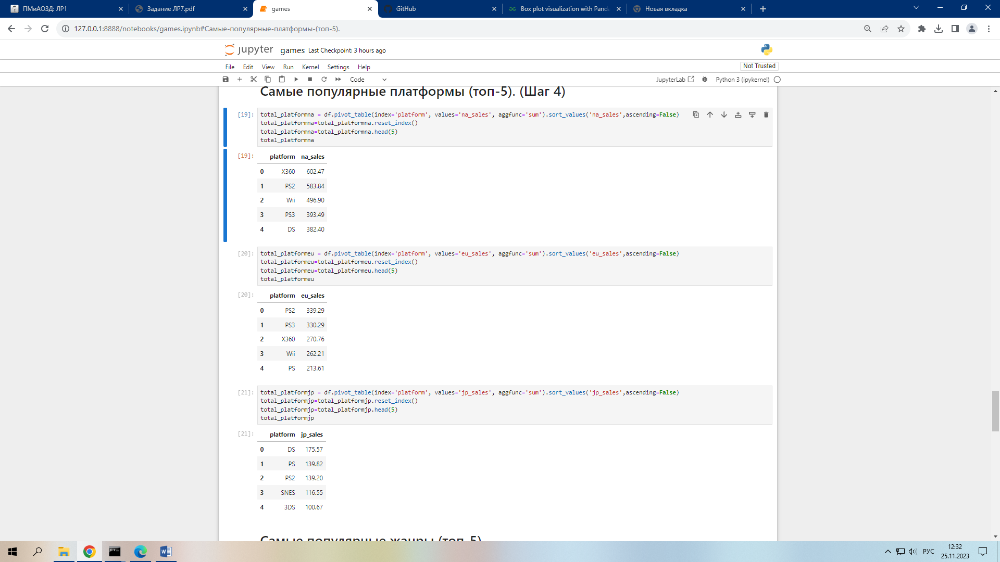 ПМиАОЗД: ЛР1
Задание ЛР7.pdf
games
GitHub
Box plot visualization with Panda
Новая вкладка
127.0.0.1:8888/notebooks/games.ipynb#Самые-популярные-платформы-(топ-5).
jupyter games Last Checkpoint: 3 hours ago
File Edit View Run Kernel Settings Help
Not Trusted
Code
JupyterLab
Python 3 (ipykernel)
Самые популярные платформы (топ-5). (Шаг 4)
[19]: total_platformna = df.pivot_table(index='platform', values='na_sales', aggfunc='sum').sort_values('na_sales',ascending=False)
total_platformna=total_platformna.reset_index()
total_platformna=total_platformna.head(5)
total_platformna
[19]: platform na_sales
0 X360 602.47
1 PS2 583.84
2 Wii 496.90
3 PS3 393.49
4 DS 382.40
[20]: total_platformeu = df.pivot_table(index='platform', values='eu_sales', aggfunc='sum').sort_values('eu_sales',ascending=False)
total_platformeu=total_platformeu.reset_index()
total_platformeu=total_platformeu.head(5)
total_platformeu
[20]: platform eu_sales
0 PS2 339.29
1 PS3 330.29
2 X360 270.76
3 Wii 262.21
4 PS 213.61
[21]: total_platformjp = df.pivot_table(index='platform', values='jp_sales', aggfunc='sum').sort_values('jp_sales',ascending=False)
total_platformjp=total_platformjp.reset_index()
total_platformjp=total_platformjp.head(5)
total_platformjp
[21]: platform jp_sales
0 DS 175.57
1 PS 139.82
2 PS2 139.20
3 SNES 116.55
4 3DS 100.67
Самые популярные жанры (топ-5)
РУС
12:32
25.11.2023